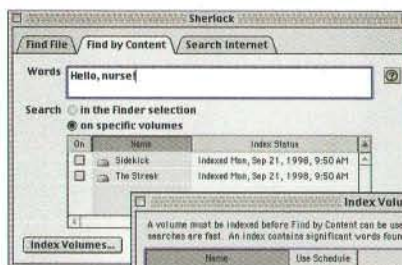 Sherlock
Find File Find by Content Search Internet
Words
Hello, nurse!
Search in the Finder selection
on specific volumes
On Name Index Status
Sidekick Indexed Mon, Sep 21, 1998, 9:50 AM
The Streak Indexed Mon, Sep 21, 1998, 9:50 AM
Index Volumes...
Index Volu
A volume must be indexed before Find by Content can be use
searches are fast. An index contains significant words foun
Name Use Schedule